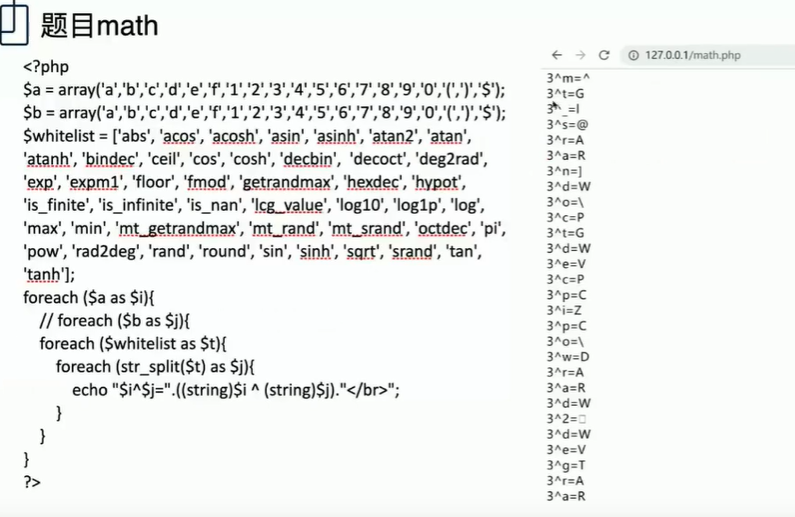 题目math
<?php
$a = array('a','b','c','d','e','f','1','2','3','4','5','6','7','8','9','0','(',')','$');
$b = array('a','b','c','d','e','f','1','2','3','4','5','6','7','8','9','0','(',')','$');
$whitelist = ['abs', 'acos', 'acosh', 'asin', 'asinh', 'atan2', 'atan',
'atanh', 'bindec', 'ceil', 'cos', 'cosh', 'decbin', 'decoct', 'deg2rad',
'exp', 'expm1', 'floor', 'fmod', 'getrandmax', 'hexdec', 'hypot',
'is_finite', 'is_infinite', 'is_nan', 'lcg_value', 'log10', 'log1p', 'log',
'max', 'min', 'mt_getrandmax', 'mt_rand', 'mt_srand', 'octdec', 'pi',
'pow', 'rad2deg', 'rand', 'round', 'sin', 'sinh', 'sqrt', 'srand', 'tan',
'tanh'];
foreach ($a as $i){
// foreach ($b as $j){
foreach ($whitelist as $t){
foreach (str_split($t) as $j){
echo "$i^$j=".((string)$i ^ (string)$j)."</br>";
}
}
}
?>
127.0.0.1/math.php
3^m=^
3^t=G
3^_=l
3^s=@
3^r=A
3^a=R
3^n=]
3^d=W
3^o=\
3^c=P
3^t=G
3^d=W
3^e=V
3^c=P
3^p=C
3^i=Z
3^p=C
3^o=\
3^w=D
3^r=A
3^a=R
3^d=W
3^2=□
3^d=W
3^e=V
3^g=T
3^r=A
3^a=R